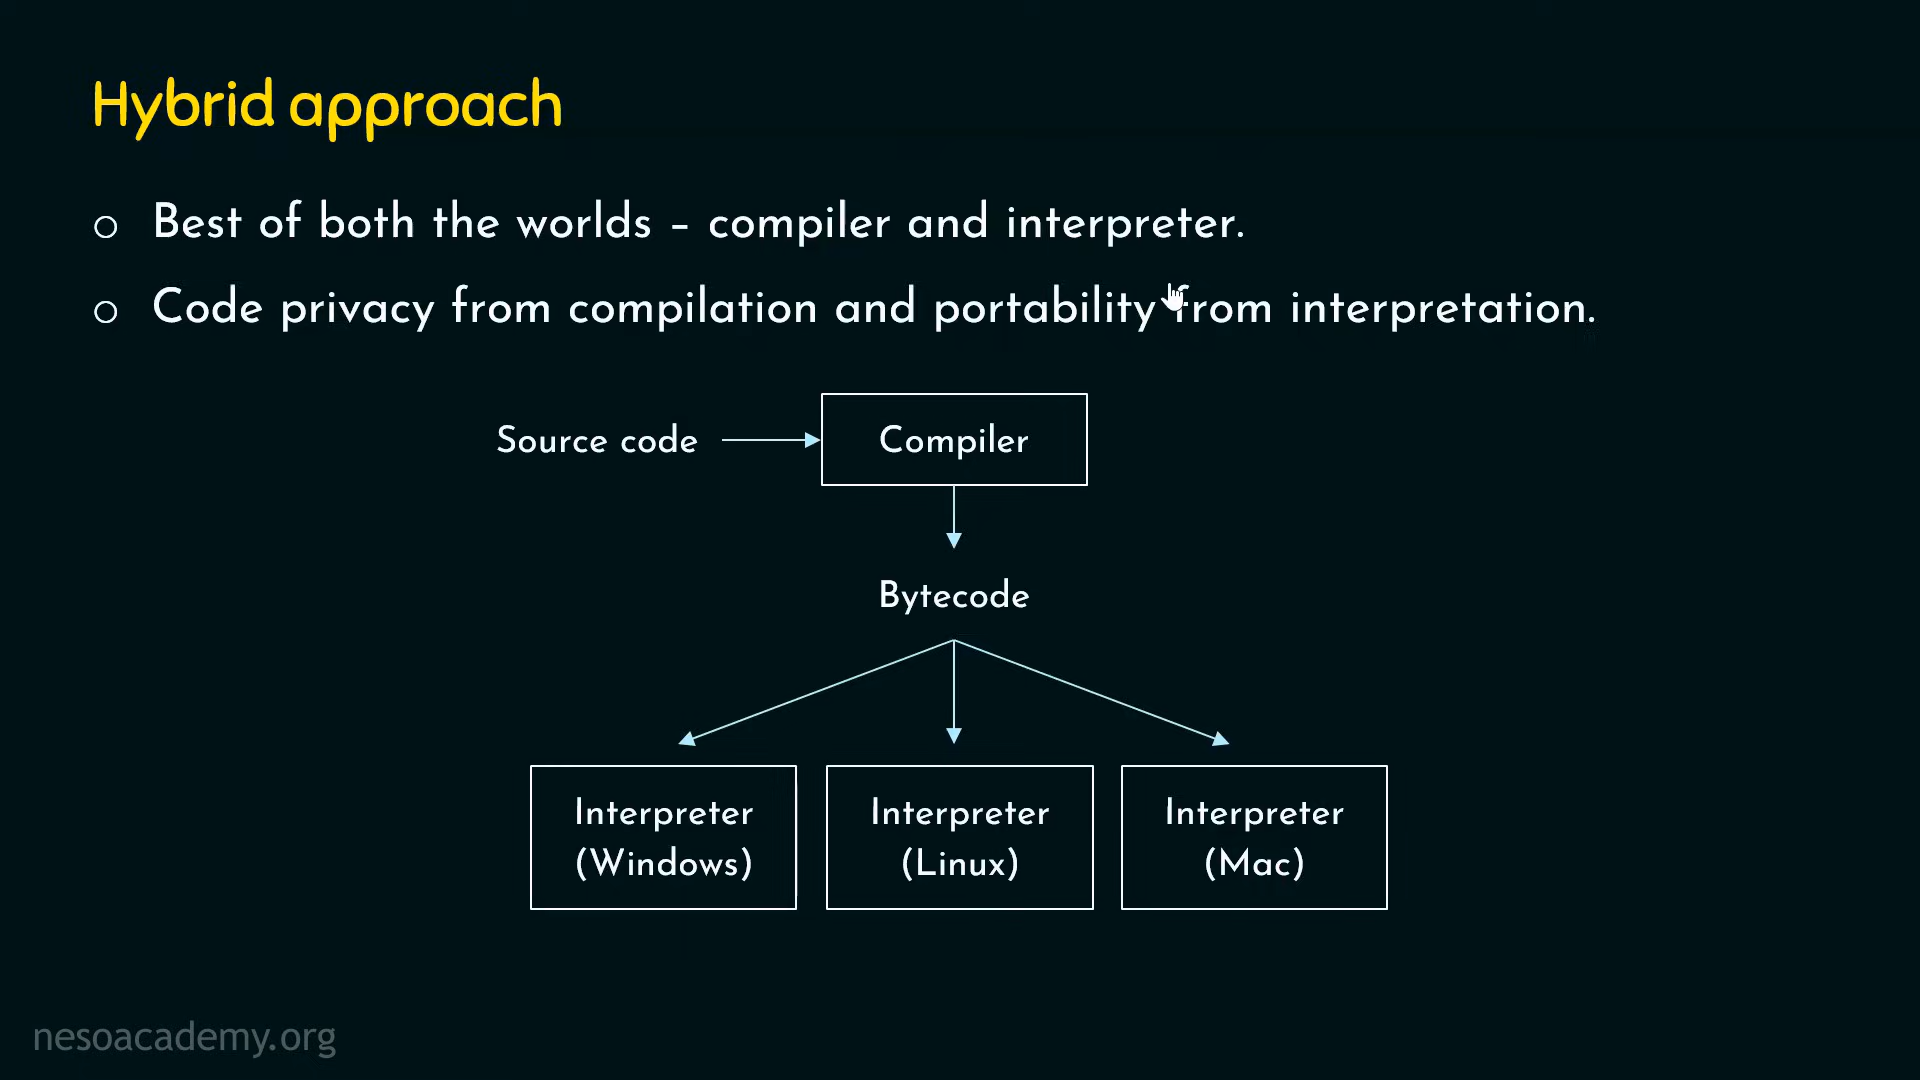 Hybrid approach
o Best of both the worlds – compiler and interpreter.
o Code privacy from compilation and portability from interpretation.
Source code
Compiler
Bytecode
Interpreter
(Windows)
Interpreter
(Linux)
Interpreter
(Mac)
nesoacademy.org